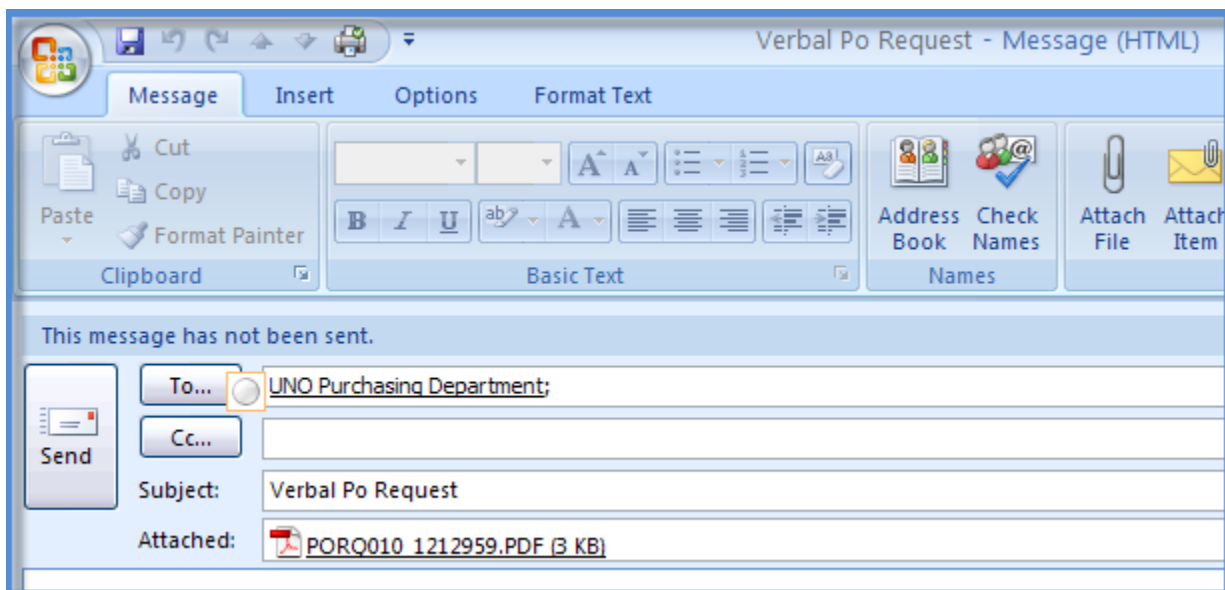 Verbal Po Request - Message (HTML)
Message Insert Options Format Text
Paste
Cut
Copy
Format Painter
Clipboard
B I U
Basic Text
Address Book
Check Names
Names
Attach File
Attach Item
This message has not been sent.
Send
To... UNO Purchasing Department;
Cc...
Subject: Verbal Po Request
Attached: PORQ010_1212959.PDF (3 KB)